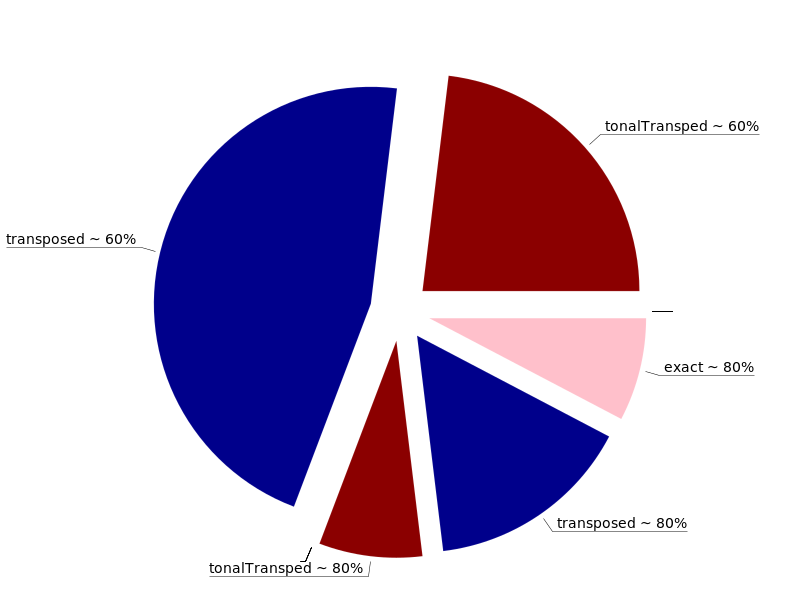 tonalTransped ~ 60%
transposed ~ 60%
exact ~ 80%
transposed ~ 80%
tonalTransped ~ 80%